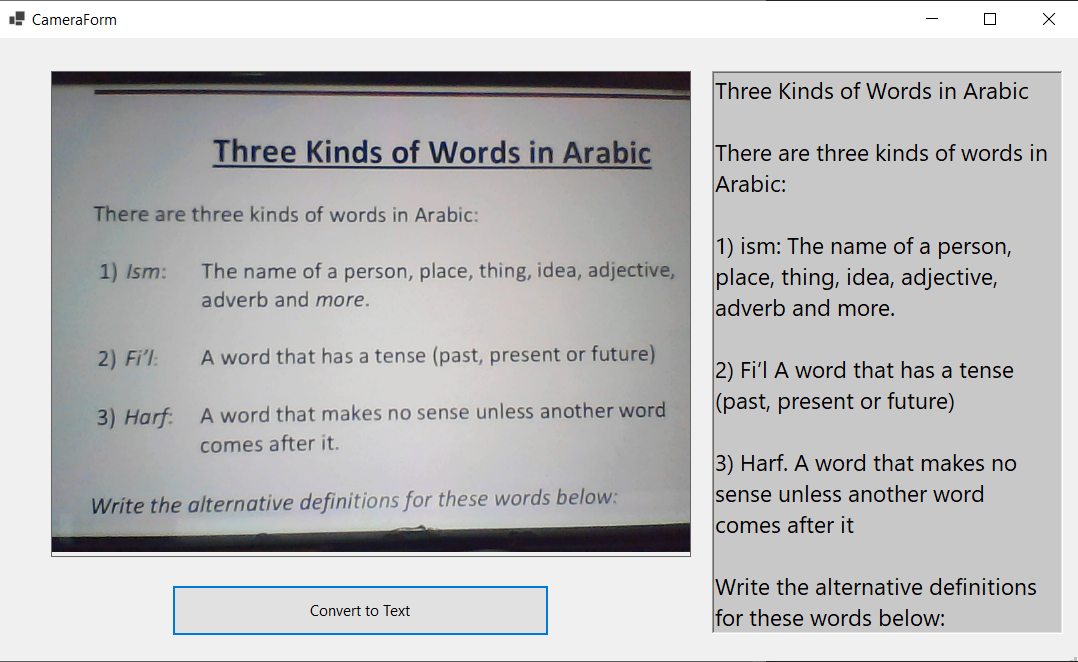 CameraForm
Three Kinds of Words in Arabic
There are three kinds of words in Arabic:
1) Ism: The name of a person, place, thing, idea, adjective,
adverb and more.
2) Fi’l: A word that has a tense (past, present or future)
3) Harf: A word that makes no sense unless another word
comes after it.
Write the alternative definitions for these words below:
Convert to Text
Three Kinds of Words in Arabic
There are three kinds of words in
Arabic:
1) ism: The name of a person,
place, thing, idea, adjective,
adverb and more.
2) Fi’l A word that has a tense
(past, present or future)
3) Harf. A word that makes no
sense unless another word
comes after it
Write the alternative definitions
for these words below: